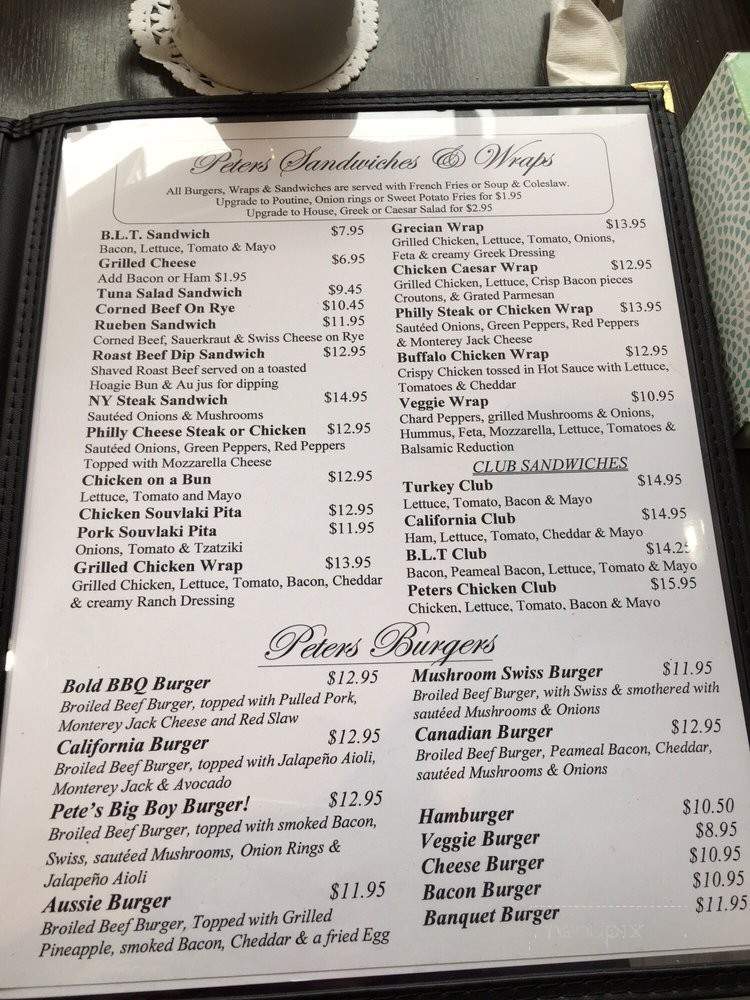 Peters Sandwiches & Wraps
All Burgers, Wraps & Sandwiches are served with French Fries or Soup & Coleslaw.
Upgrade to Poutine, Onion rings or Sweet Potato Fries for $1.95
Upgrade to House, Greek or Caesar Salad for $2.95
B.L.T. Sandwich $7.95
Bacon, Lettuce, Tomato & Mayo
Grilled Cheese $6.95
Add Bacon or Ham $1.95
Tuna Salad Sandwich $9.45
Corned Beef On Rye $10.45
Rueben Sandwich $11.95
Corned Beef, Sauerkraut & Swiss Cheese on Rye
Roast Beef Dip Sandwich $12.95
Shaved Roast Beef served on a toasted
Hoagie Bun & Au jus for dipping
NY Steak Sandwich $14.95
Sautéed Onions & Mushrooms
Philly Cheese Steak or Chicken $12.95
Sautéed Onions, Green Peppers, Red Peppers
Topped with Mozzarella Cheese
Chicken on a Bun $12.95
Lettuce, Tomato and Mayo
Chicken Souvlaki Pita $12.95
Pork Souvlaki Pita $11.95
Onions, Tomato & Tzatziki
Grilled Chicken Wrap $13.95
Grilled Chicken, Lettuce, Tomato, Bacon, Cheddar
& creamy Ranch Dressing
Grecian Wrap $13.95
Grilled Chicken, Lettuce, Tomato, Onions,
Feta & creamy Greek Dressing
Chicken Caesar Wrap $12.95
Grilled Chicken, Lettuce, Crisp Bacon pieces
Croutons, & Grated Parmesan
Philly Steak or Chicken Wrap $13.95
Sautéed Onions, Green Peppers, Red Peppers
& Monterey Jack Cheese
Buffalo Chicken Wrap $12.95
Crispy Chicken tossed in Hot Sauce with Lettuce,
Tomatoes & Cheddar
Veggie Wrap $10.95
Chard Peppers, grilled Mushrooms & Onions,
Hummus, Feta, Mozzarella, Lettuce, Tomatoes &
Balsamic Reduction
CLUB SANDWICHES
Turkey Club $14.95
Lettuce, Tomato, Bacon & Mayo
California Club $14.95
Ham, Lettuce, Tomato, Cheddar & Mayo
B.L.T Club $14.25
Bacon, Peameal Bacon, Lettuce, Tomato & Mayo
Peters Chicken Club $15.95
Chicken, Lettuce, Tomato, Bacon & Mayo
Peters Burgers
Bold BBQ Burger $12.95
Broiled Beef Burger, topped with Pulled Pork,
Monterey Jack Cheese and Red Slaw
California Burger $12.95
Broiled Beef Burger, topped with Jalapeño Aioli,
Monterey Jack & Avocado
Pete's Big Boy Burger! $12.95
Broiled Beef Burger, topped with smoked Bacon,
Swiss, sautéed Mushrooms, Onion Rings &
Jalapeño Aioli
Aussie Burger $11.95
Broiled Beef Burger, Topped with Grilled
Pineapple, smoked Bacon, Cheddar & a fried Egg
Mushroom Swiss Burger $11.95
Broiled Beef Burger, with Swiss & smothered with
sautéed Mushrooms & Onions
Canadian Burger $12.95
Broiled Beef Burger, Peameal Bacon, Cheddar,
sautéed Mushrooms & Onions
Hamburger $10.50
Veggie Burger $8.95
Cheese Burger $10.95
Bacon Burger $10.95
Banquet Burger $11.95